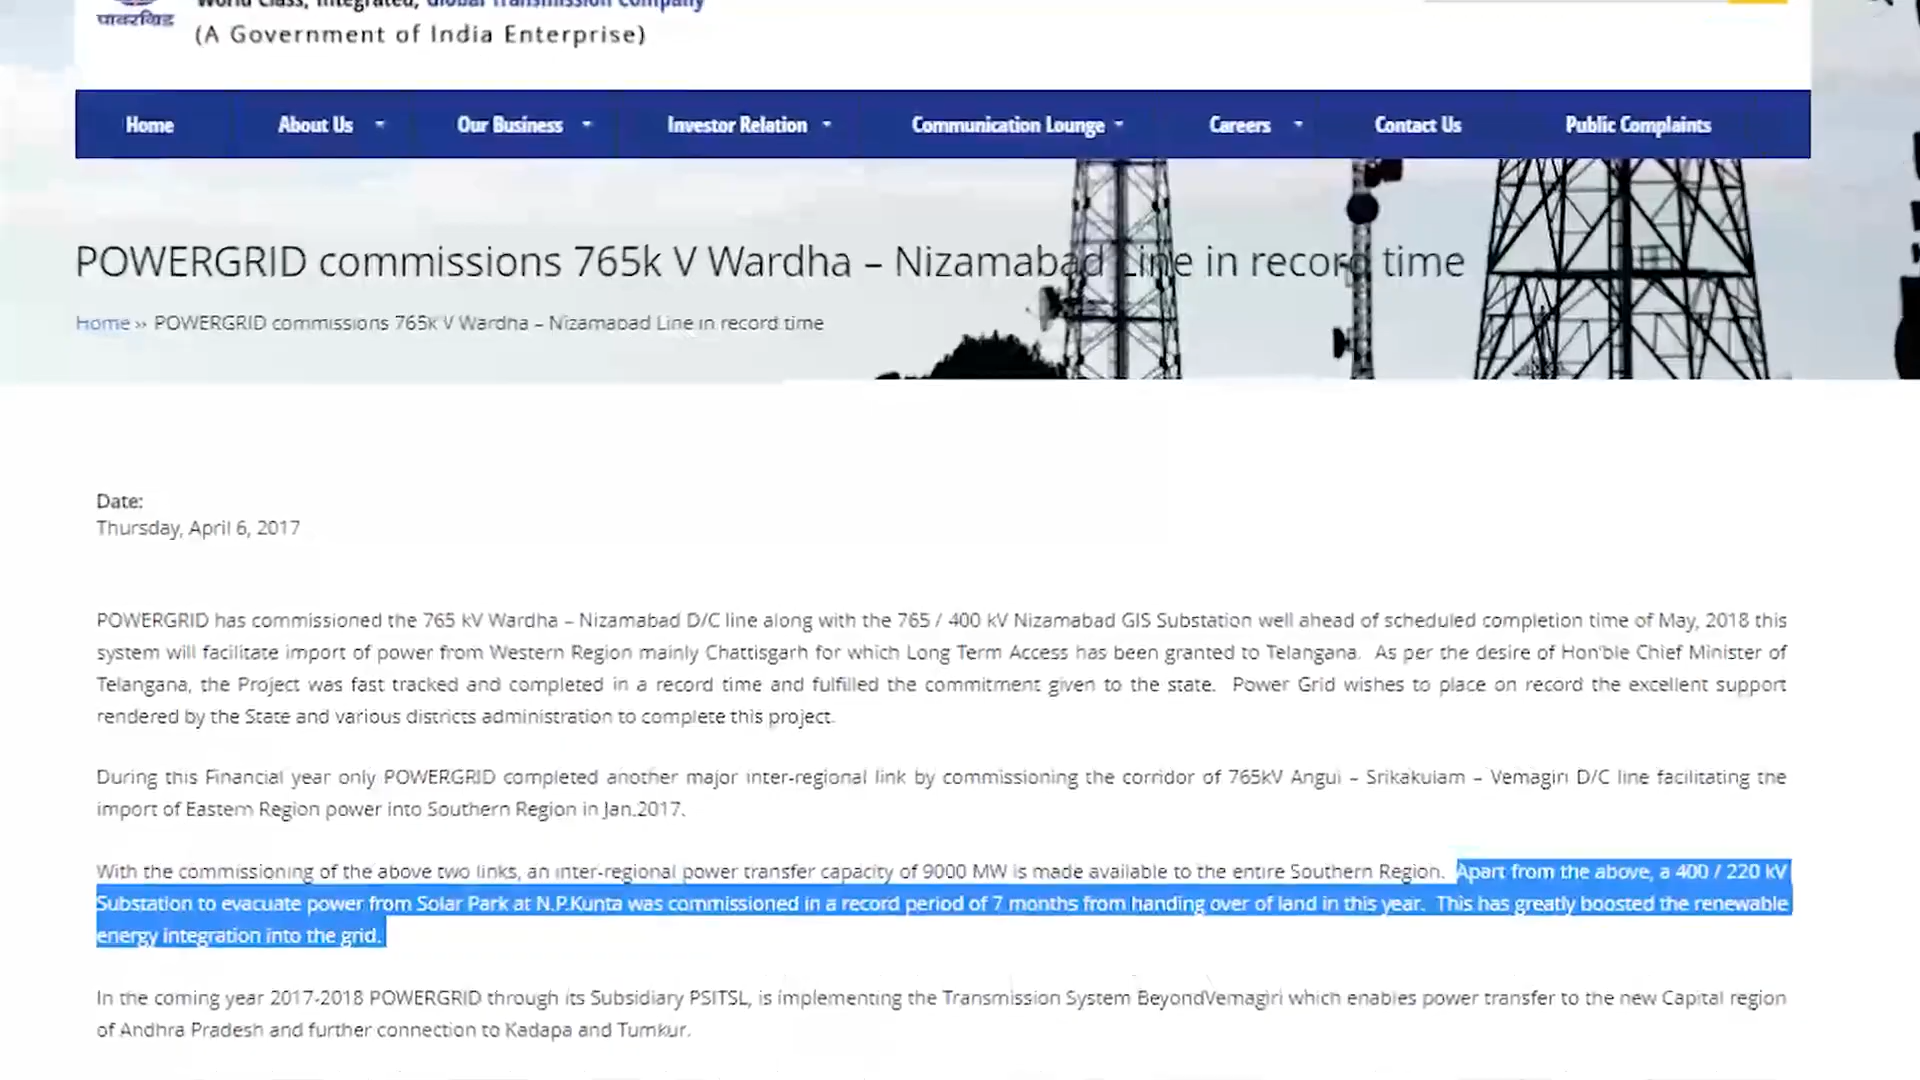 पावरग्रिड
World Class, Integrated, Global Transmission Company
(A Government of India Enterprise)
Home About Us Our Business Investor Relation Communication Lounge Careers Contact Us Public Complaints
POWERGRID commissions 765k V Wardha – Nizamabad Line in record time
Home » POWERGRID commissions 765k V Wardha – Nizamabad Line in record time
Date:
Thursday, April 6, 2017
POWERGRID has commissioned the 765 kV Wardha – Nizamabad D/C line along with the 765 / 400 kV Nizamabad GIS Substation well ahead of scheduled completion time of May, 2018 this
system will facilitate import of power from Western Region mainly Chattisgarh for which Long Term Access has been granted to Telangana. As per the desire of Hon'ble Chief Minister of
Telangana, the Project was fast tracked and completed in a record time and fulfilled the commitment given to the state. Power Grid wishes to place on record the excellent support
rendered by the State and various districts administration to complete this project.
During this Financial year only POWERGRID completed another major inter-regional link by commissioning the corridor of 765kV Angul – Srikakulam – Vemagiri D/C line facilitating the
import of Eastern Region power into Southern Region in Jan.2017.
With the commissioning of the above two links, an inter-regional power transfer capacity of 9000 MW is made available to the entire Southern Region. Apart from the above, a 400 / 220 kV
Substation to evacuate power from Solar Park at N.P.Kunta was commissioned in a record period of 7 months from handing over of land in this year. This has greatly boosted the renewable
energy integration into the grid.
In the coming year 2017-2018 POWERGRID through its Subsidiary PSITSL, is implementing the Transmission System BeyondVemagiri which enables power transfer to the new Capital region
of Andhra Pradesh and further connection to Kadapa and Tumkur.